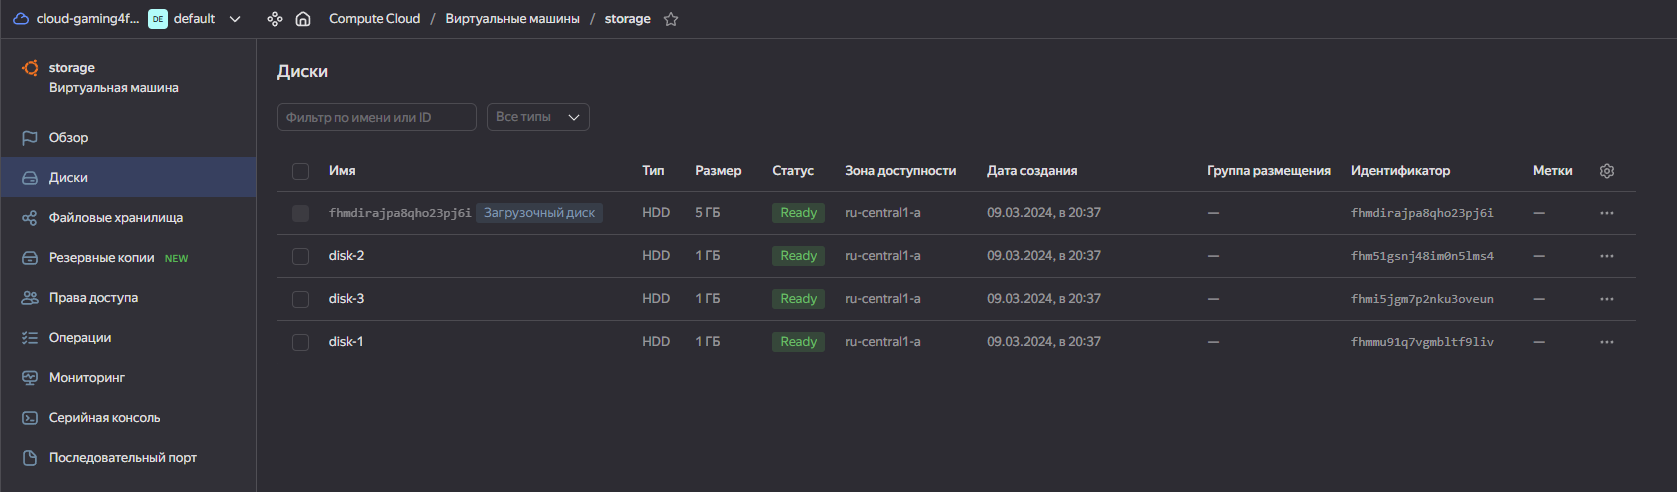 cloud-gaming4f... DE default Compute Cloud / Виртуальные машины / storage
storage
Виртуальная машина
Обзор
Диски
Файловые хранилища
Резервные копии NEW
Права доступа
Операции
Мониторинг
Серийная консоль
Последовательный порт
Диски
Фильтр по имени или ID Все типы
Имя Тип Размер Статус Зона доступности Дата создания Группа размещения Идентификатор Метки
fhmdirajpa8qho23pj6i Загрузочный диск HDD 5 ГБ Ready ru-central1-a 09.03.2024, в 20:37 — fhmdirajpa8qho23pj6i — ...
disk-2 HDD 1 ГБ Ready ru-central1-a 09.03.2024, в 20:37 — fhm51gsnj48im0n5lms4 — ...
disk-3 HDD 1 ГБ Ready ru-central1-a 09.03.2024, в 20:37 — fhmi5jgm7p2nku3oveun — ...
disk-1 HDD 1 ГБ Ready ru-central1-a 09.03.2024, в 20:37 — fhmmu91q7vgmbltf9liv — ...